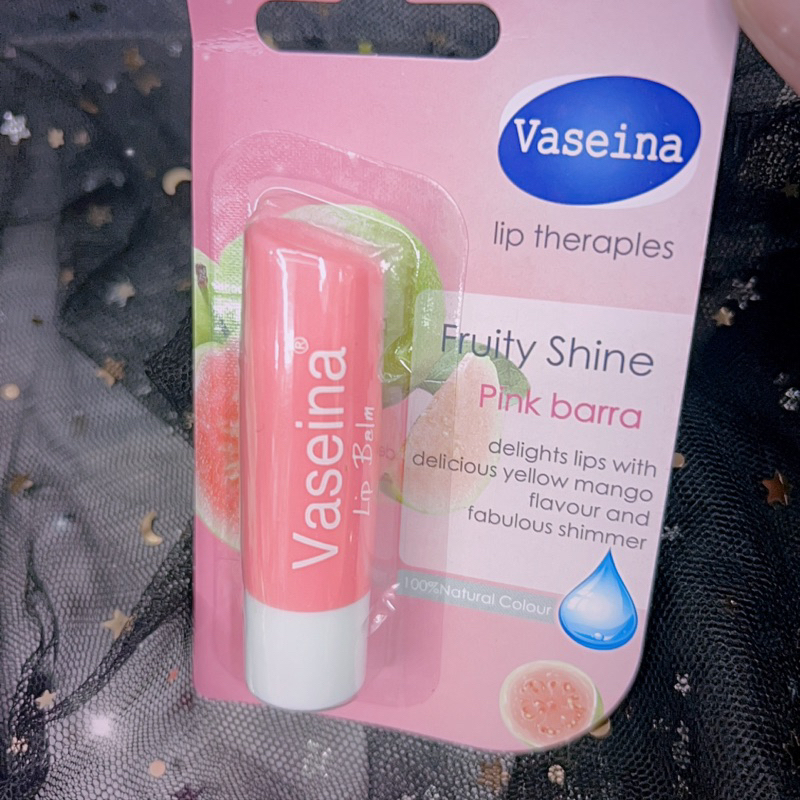 Vaseina
lip theraples
Fruity Shine
Pink barra
delights lips with
delicious yellow mango
flavour and
fabulous shimmer
100%Natural Colour
Vaseina®
Lip Balm